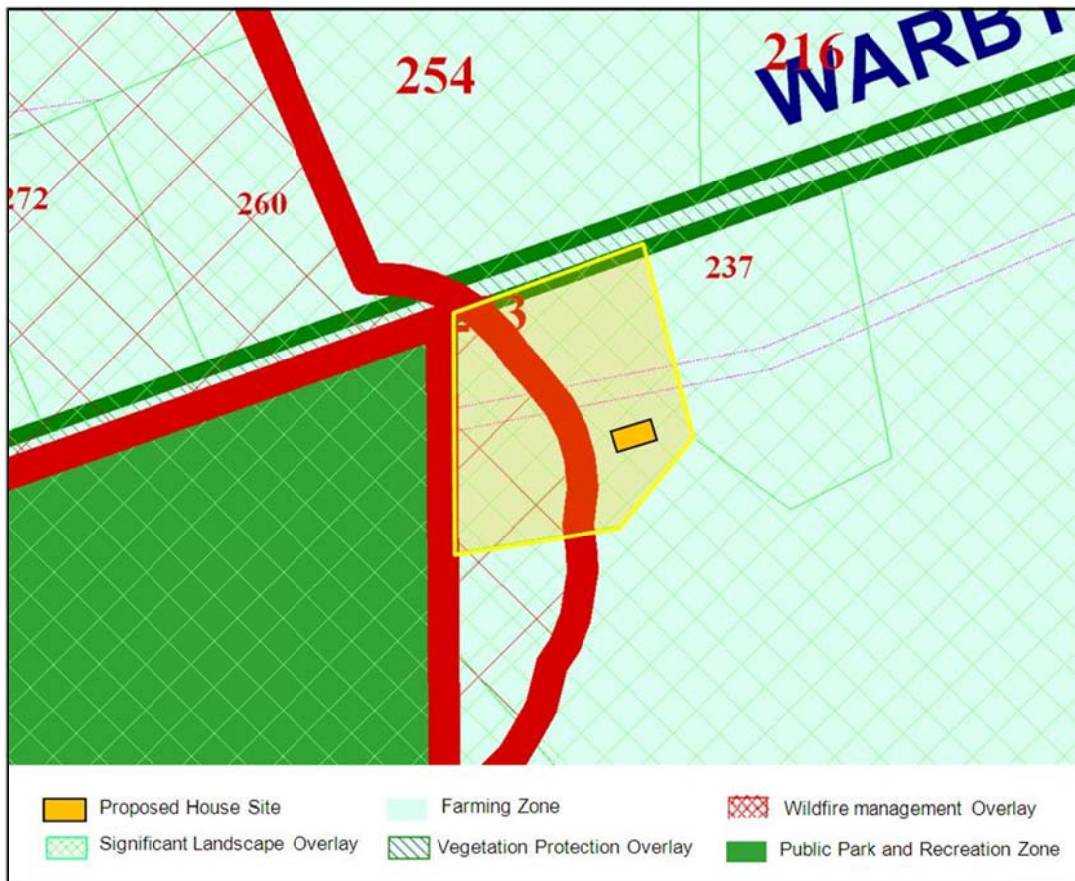 254
216
WARBY
272
260
237
Proposed House Site
Farming Zone
Wildfire management Overlay
Significant Landscape Overlay
Vegetation Protection Overlay
Public Park and Recreation Zone